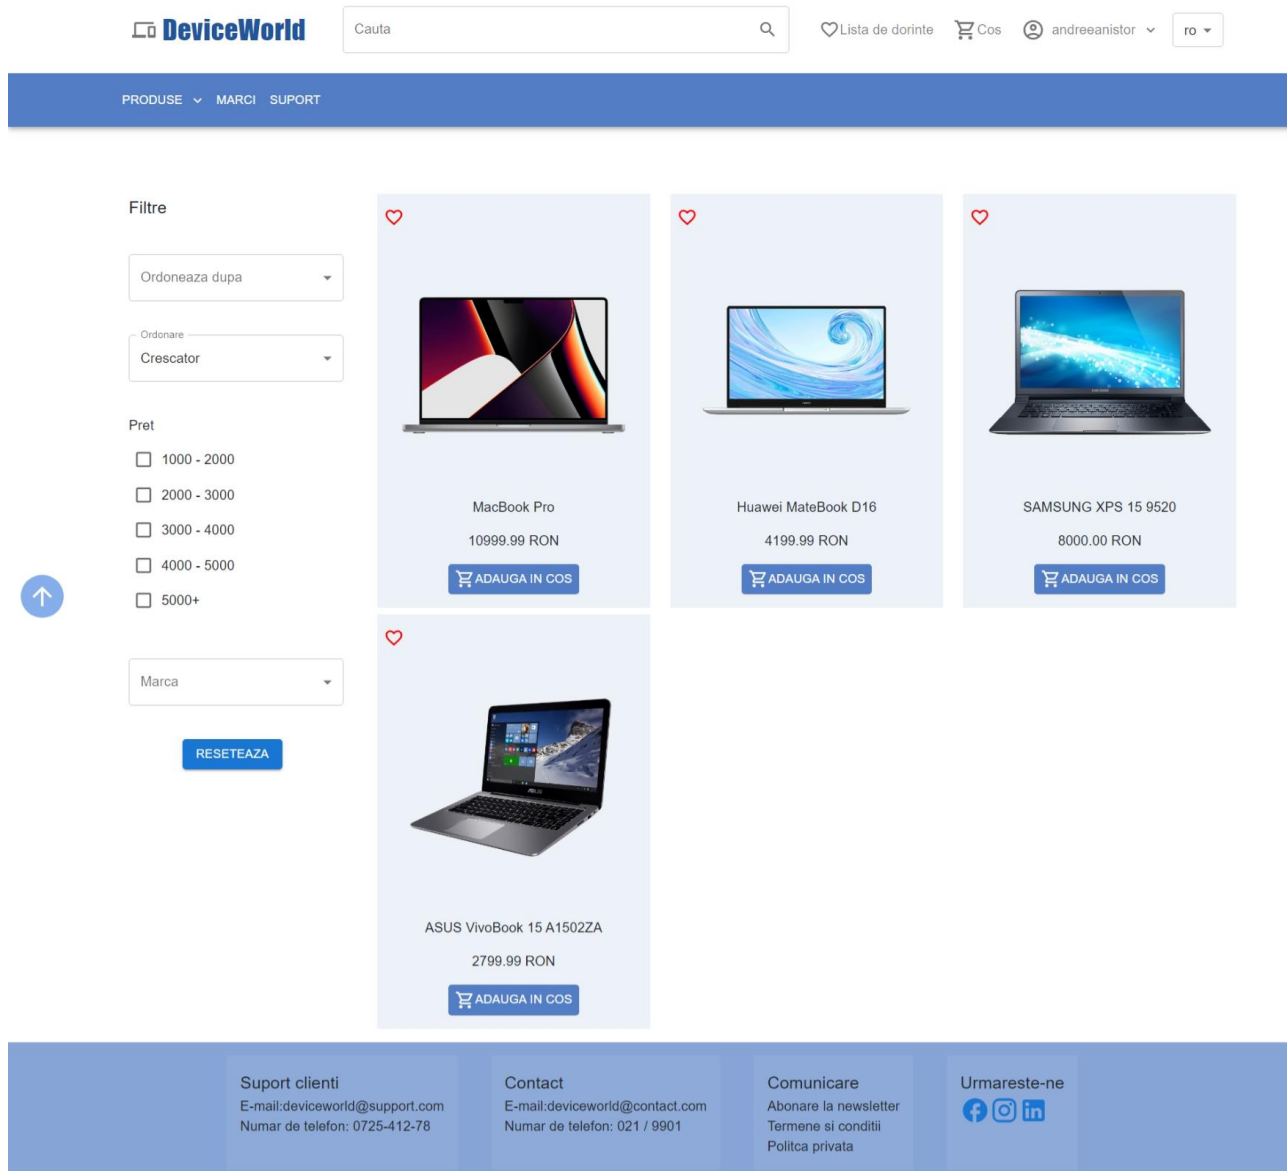 DeviceWorld
Cauta
Lista de dorinte
Cos
andreeanistor
ro
PRODUSE
MARCI
SUPORT
Filtre
Ordoneaza dupa
Ordonare
Crescator
Pret
1000 - 2000
2000 - 3000
3000 - 4000
4000 - 5000
5000+
Marca
RESETEAZA
MacBook Pro
10999.99 RON
ADAUGA IN COS
Huawei MateBook D16
4199.99 RON
ADAUGA IN COS
SAMSUNG XPS 15 9520
8000.00 RON
ADAUGA IN COS
ASUS VivoBook 15 A1502ZA
2799.99 RON
ADAUGA IN COS
Suport clienti
E-mail:deviceworld@support.com
Numar de telefon: 0725-412-78
Contact
E-mail:deviceworld@contact.com
Numar de telefon: 021 / 9901
Comunicare
Abonare la newsletter
Termene si conditii
Politca privata
Urmareste-ne